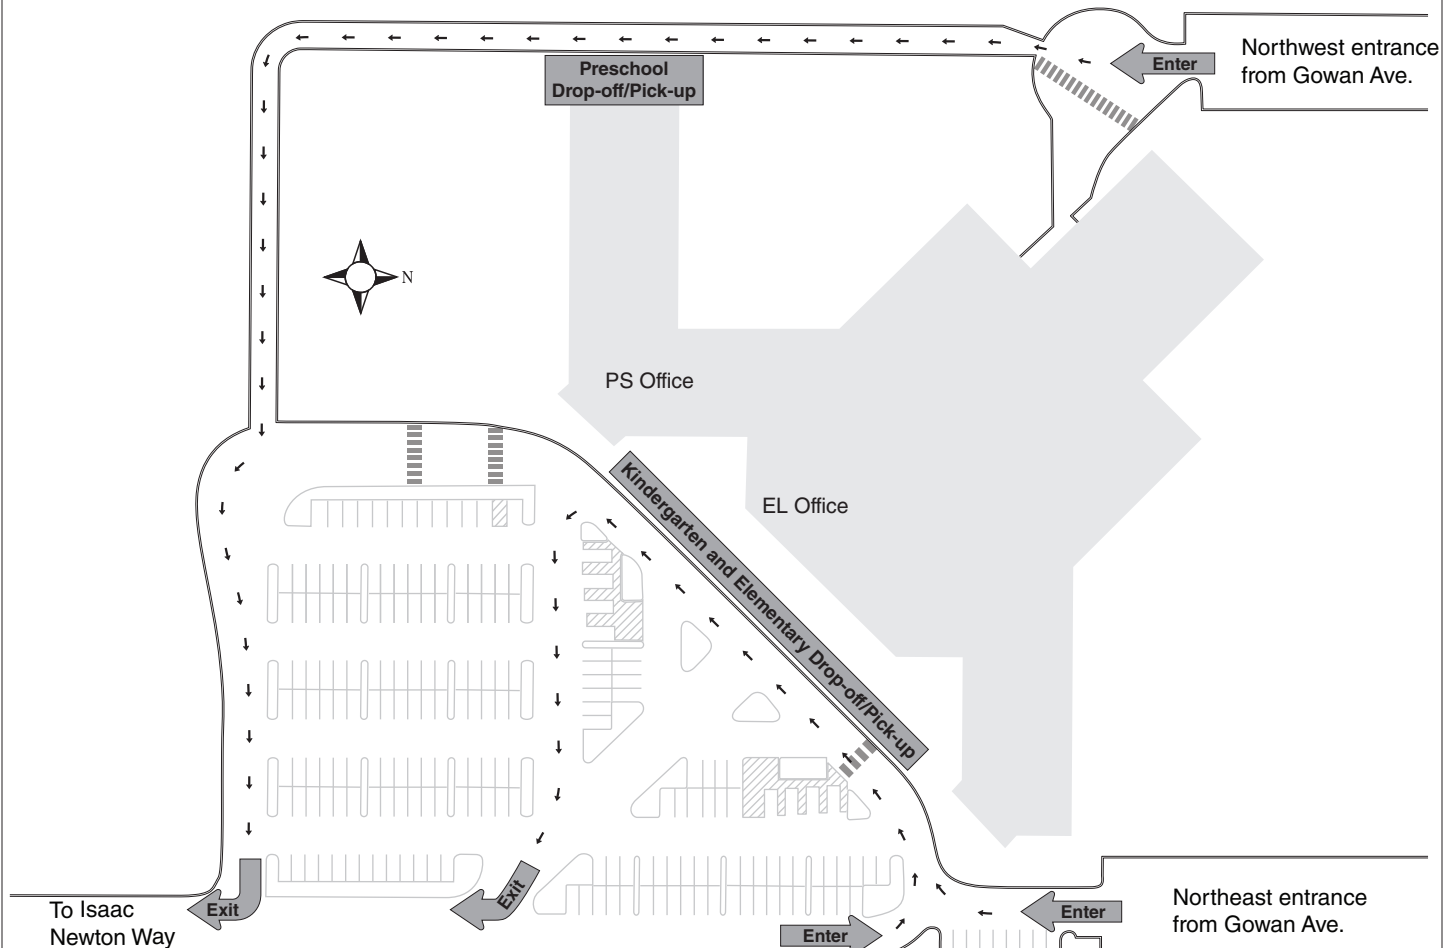 Northwest entrance
from Gowan Ave.
Enter
Preschool
Drop-off/Pick-up
N
PS Office
Kindergarten and Elementary Drop-off/Pick-up
EL Office
Exit
Exit
To Isaac
Newton Way
Enter
Enter
Northeast entrance
from Gowan Ave.